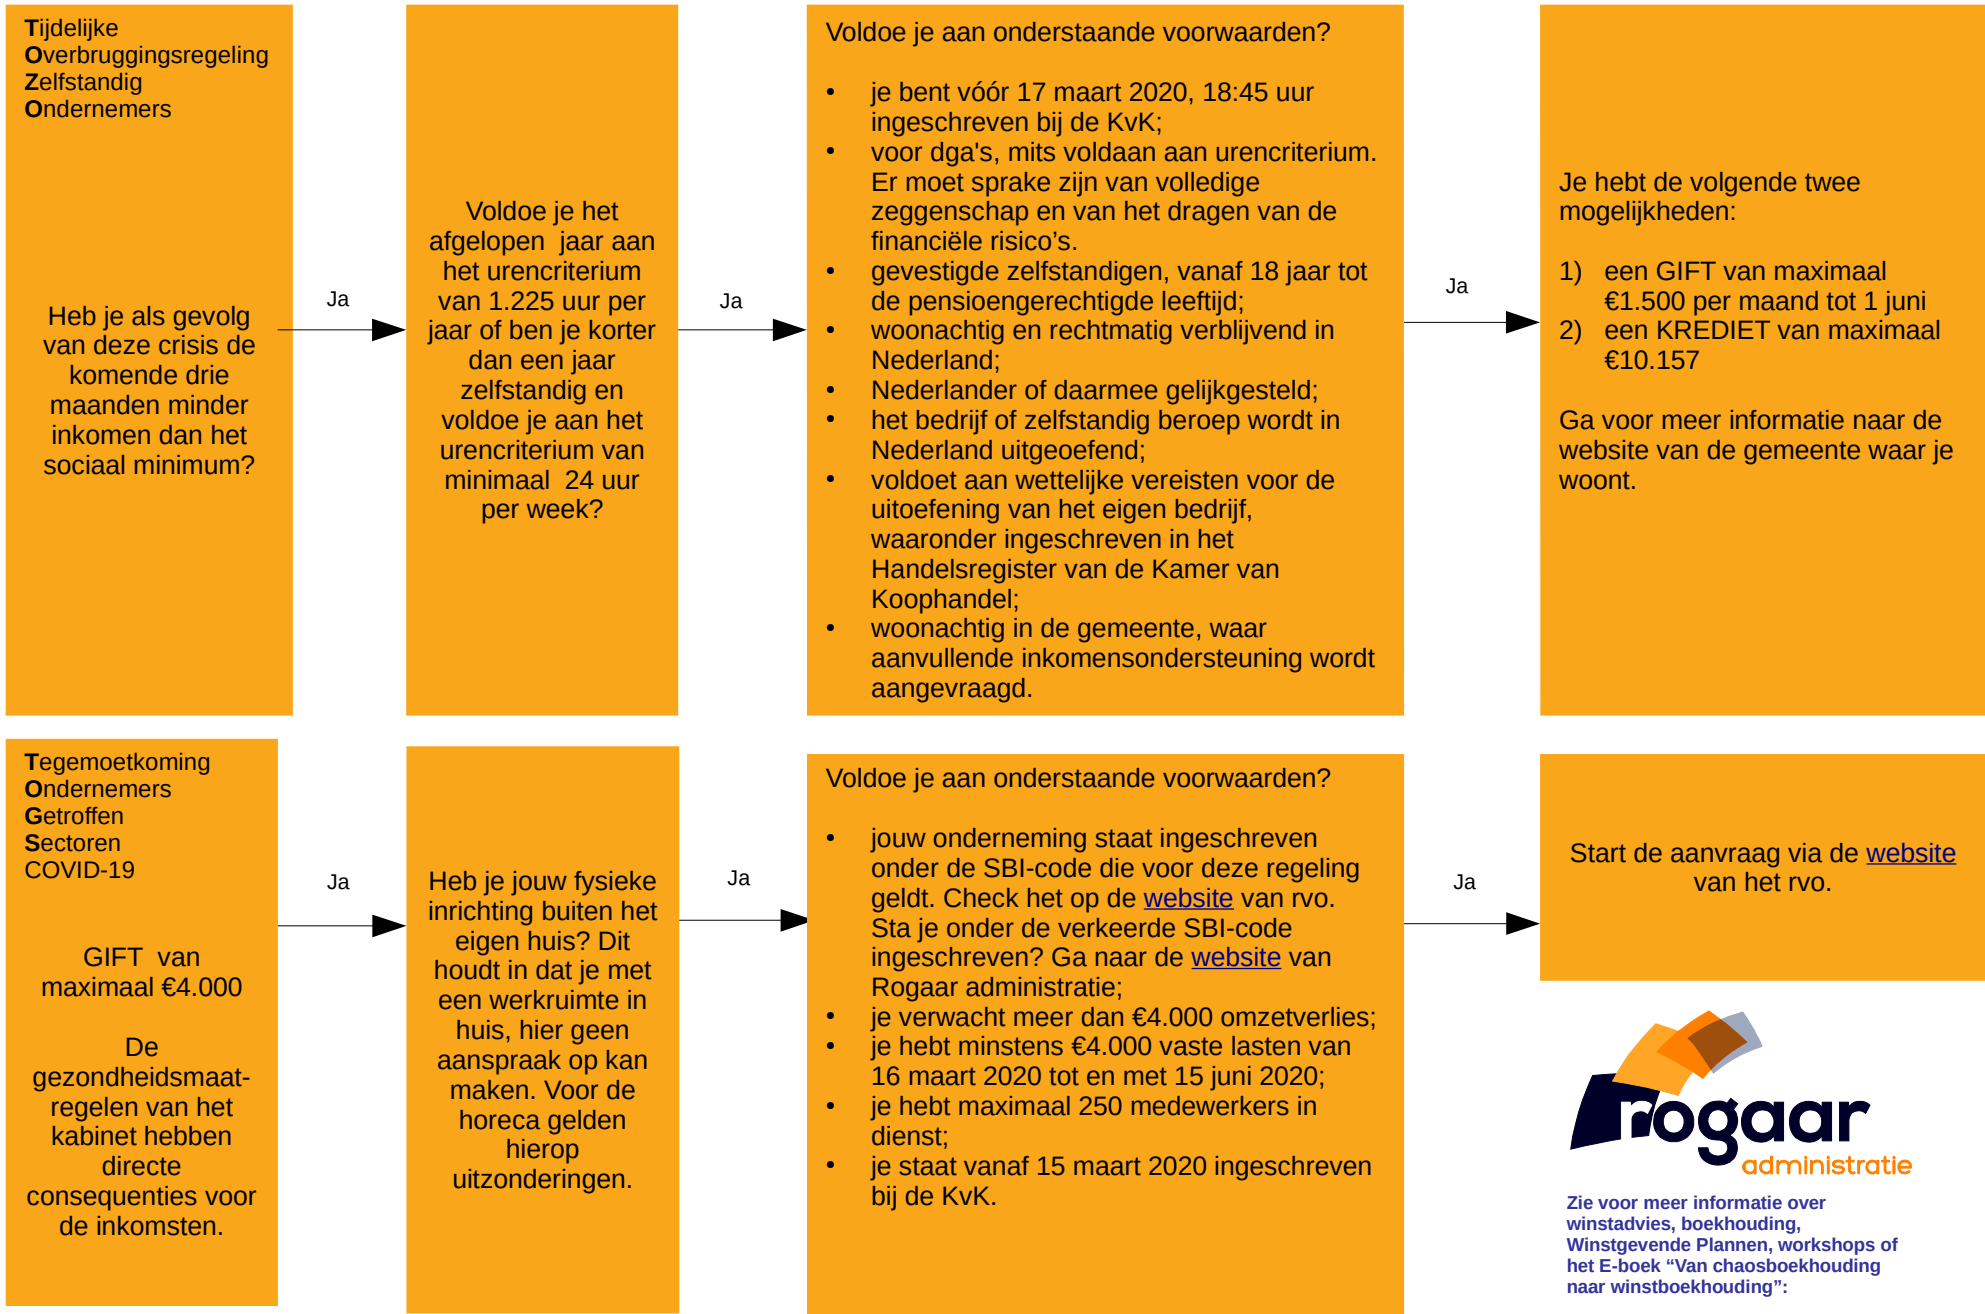 Tijdelijke
Overbruggingsregeling
Zelfstandig
Ondernemers
Heb je als gevolg
van deze crisis de
komende drie
maanden minder
inkomen dan het
sociaal minimum?
Ja
Voldoe je het
afgelopen  jaar aan
het urencriterium
van 1.225 uur per
jaar of ben je korter
dan een jaar
zelfstandig en
voldoe je aan het
urencriterium van
minimaal  24 uur
per week?
Ja
Voldoe je aan onderstaande voorwaarden?
• je bent vóór 17 maart 2020, 18:45 uur
ingeschreven bij de KvK;
• voor dga's, mits voldaan aan urencriterium.
Er moet sprake zijn van volledige
zeggenschap en van het dragen van de
financiële risico’s.
• gevestigde zelfstandigen, vanaf 18 jaar tot
de pensioengerechtigde leeftijd;
• woonachtig en rechtmatig verblijvend in
Nederland;
• Nederlander of daarmee gelijkgesteld;
• het bedrijf of zelfstandig beroep wordt in
Nederland uitgeoefend;
• voldoet aan wettelijke vereisten voor de
uitoefening van het eigen bedrijf,
waaronder ingeschreven in het
Handelsregister van de Kamer van
Koophandel;
• woonachtig in de gemeente, waar
aanvullende inkomensondersteuning wordt
aangevraagd.
Ja
Je hebt de volgende twee
mogelijkheden:
1) een GIFT van maximaal
€1.500 per maand tot 1 juni
2) een KREDIET van maximaal
€10.157
Ga voor meer informatie naar de
website van de gemeente waar je
woont.
Tegemoetkoming
Ondernemers
Getroffen
Sectoren
COVID-19
GIFT  van
maximaal €4.000
De
gezondheidsmaat-
regelen van het
kabinet hebben
directe
consequenties voor
de inkomsten.
Ja
Heb je jouw fysieke
inrichting buiten het
eigen huis? Dit
houdt in dat je met
een werkruimte in
huis, hier geen
aanspraak op kan
maken. Voor de
horeca gelden
hierop
uitzonderingen.
Ja
Voldoe je aan onderstaande voorwaarden?
• jouw onderneming staat ingeschreven
onder de SBI-code die voor deze regeling
geldt. Check het op de website van rvo.
Sta je onder de verkeerde SBI-code
ingeschreven? Ga naar de website van
Rogaar administratie;
• je verwacht meer dan €4.000 omzetverlies;
• je hebt minstens €4.000 vaste lasten van
16 maart 2020 tot en met 15 juni 2020;
• je hebt maximaal 250 medewerkers in
dienst;
• je staat vanaf 15 maart 2020 ingeschreven
bij de KvK.
Ja
Start de aanvraag via de website
van het rvo.
rogaar
administratie
Zie voor meer informatie over
winstadvies, boekhouding,
Winstgevende Plannen, workshops of
het E-boek “Van chaosboekhouding
naar winstboekhouding”: